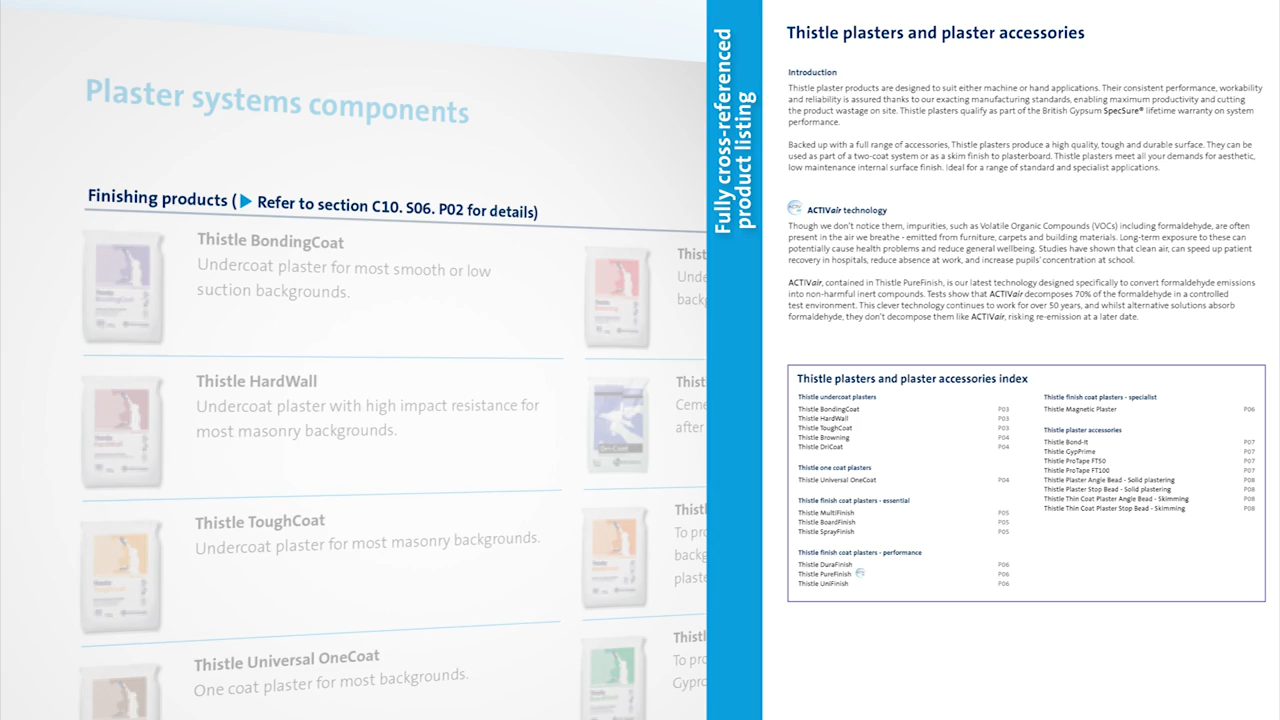 Plaster systems components
Finishing products (▶ Refer to section C10. S06. P02 for details)
Thistle BondingCoat
Undercoat plaster for most smooth or low
suction backgrounds.
Thistle HardWall
Undercoat plaster with high impact resistance for
most masonry backgrounds.
Thistle ToughCoat
Undercoat plaster for most masonry backgrounds.
Thistle Universal OneCoat
One coat plaster for most backgrounds.
Fully cross-referenced
product listing
Thistle plasters and plaster accessories
Introduction
Thistle plaster products are designed to suit either machine or hand applications. Their consistent performance, workability
and reliability is assured thanks to our exacting manufacturing standards, enabling maximum productivity and cutting
the product wastage on site. Thistle plasters qualify as part of the British Gypsum SpecSure® lifetime warranty on system
performance.
Backed up with a full range of accessories, Thistle plasters produce a high quality, tough and durable surface. They can be
used as part of a two-coat system or as a skim finish to plasterboard. Thistle plasters meet all your demands for aesthetic,
low maintenance internal surface finish. Ideal for a range of standard and specialist applications.
ACTIVair technology
Though we don't notice them, impurities, such as Volatile Organic Compounds (VOCs) including formaldehyde, are often
present in the air we breathe - emitted from furniture, carpets and building materials. Long-term exposure to these can
potentially cause health problems and reduce general wellbeing. Studies have shown that clean air, can speed up patient
recovery in hospitals, reduce absence at work, and increase pupils' concentration at school.
ACTIVair, contained in Thistle PureFinish, is our latest technology designed specifically to convert formaldehyde emissions
into non-harmful inert compounds. Tests show that ACTIVair decomposes 70% of the formaldehyde in a controlled
test environment. This clever technology continues to work for over 50 years, and whilst alternative solutions absorb
formaldehyde, they don't decompose them like ACTIVair, risking re-emission at a later date.
Thistle plasters and plaster accessories index
Thistle undercoat plasters
Thistle BondingCoat P03
Thistle HardWall P03
Thistle ToughCoat P03
Thistle Browning P04
Thistle DriCoat P04
Thistle one coat plasters
Thistle Universal OneCoat P04
Thistle finish coat plasters - essential
Thistle MultiFinish P05
Thistle BoardFinish P05
Thistle SprayFinish P05
Thistle finish coat plasters - performance
Thistle DuraFinish P06
Thistle PureFinish P06
Thistle UniFinish P06
Thistle finish coat plasters - specialist
Thistle Magnetic Plaster P06
Thistle plaster accessories
Thistle Bond-It P07
Thistle GypPrime P07
Thistle ProTape FT50 P07
Thistle ProTape FT100 P07
Thistle Plaster Angle Bead - Solid plastering P08
Thistle Plaster Stop Bead - Solid plastering P08
Thistle Thin Coat Plaster Angle Bead - Skimming P08
Thistle Thin Coat Plaster Stop Bead - Skimming P08